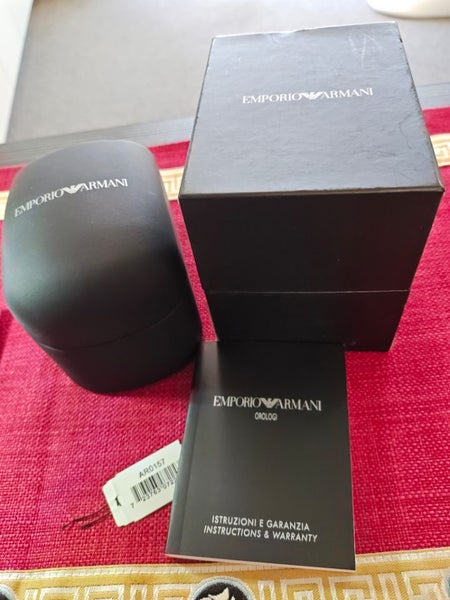 EMPORIO ARMANI
EMPORIO ARMANI
EMPORIO ARMANI
OROLOGI
ISTRUZIONI E GARANZIA
INSTRUCTIONS & WARRANTY
AR0157